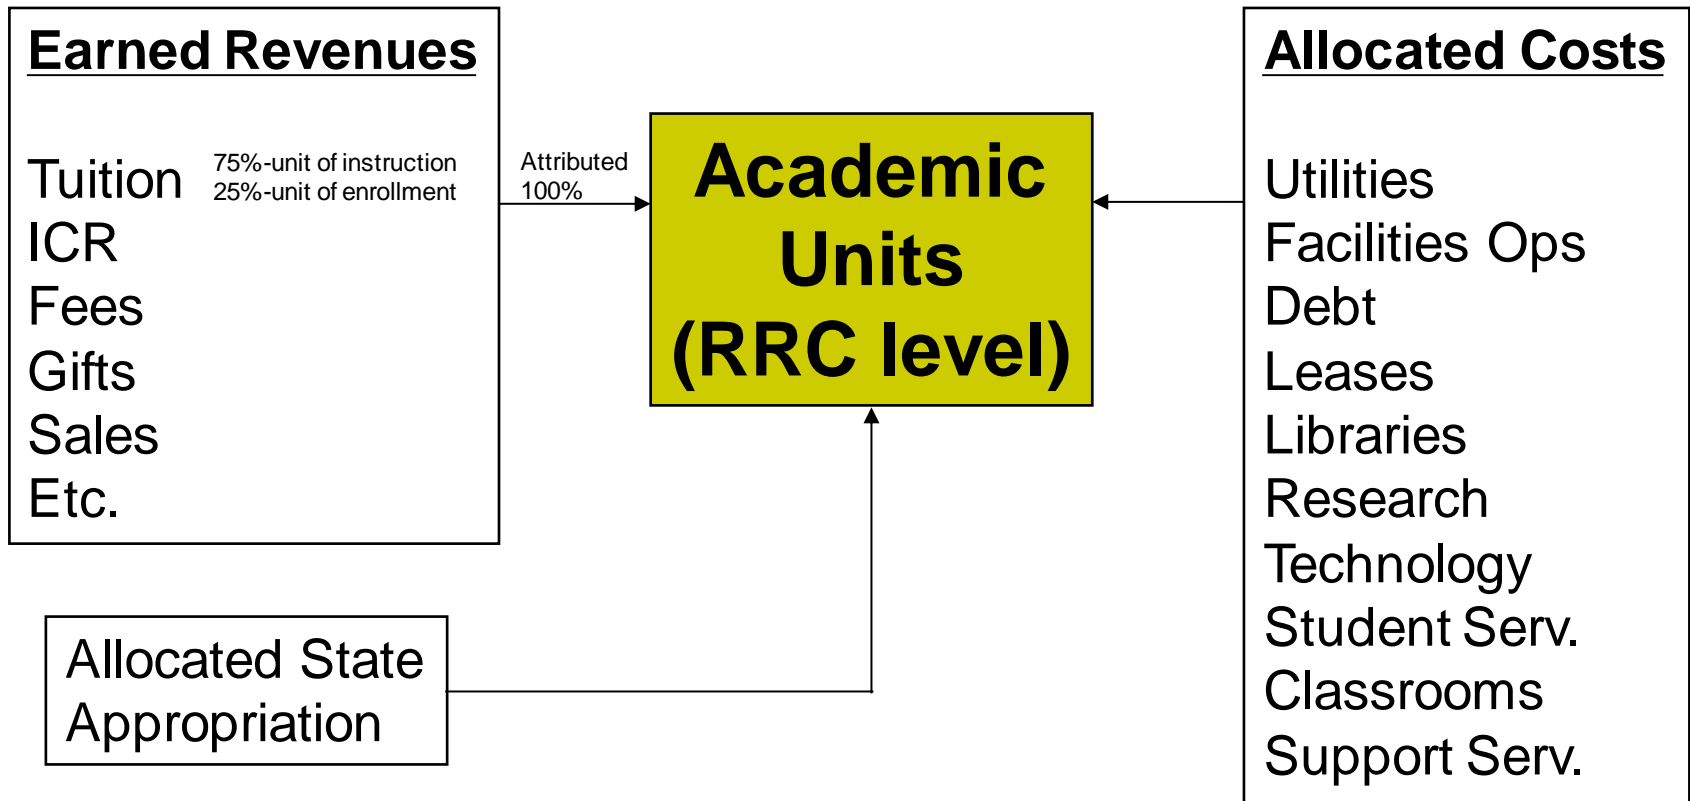 Earned Revenues
Tuition 75%-unit of instruction
25%-unit of enrollment
ICR
Fees
Gifts
Sales
Etc.
Attributed
100%
Academic
Units
(RRC level)
Allocated State
Appropriation
Allocated Costs
Utilities
Facilities Ops
Debt
Leases
Libraries
Research
Technology
Student Serv.
Classrooms
Support Serv.